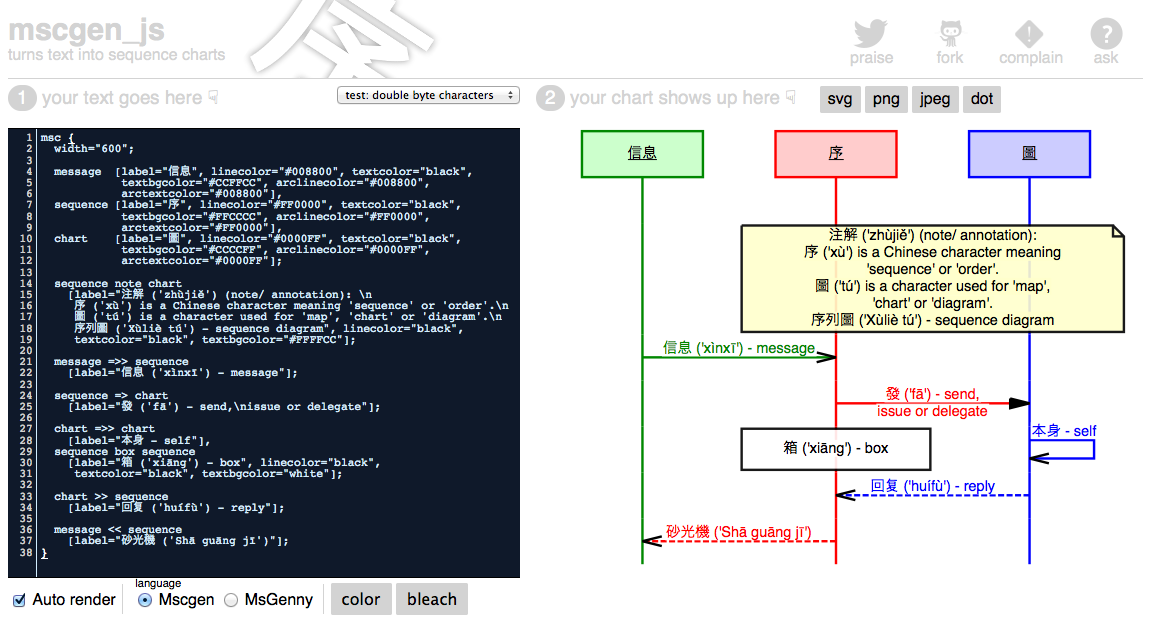 mscgen_js
turns text into sequence charts
praise
fork
complain
?
ask
1 your text goes here ☟
test: double byte characters
2 your chart shows up here ☟
svg
png
jpeg
dot
1 msc {
2   width="600";
3
4   message  [label="信息", linecolor="#008800", textcolor="black",
5             textbgcolor="#CCFFCC", arclinecolor="#008800",
6             arctextcolor="#008800"],
7   sequence [label="序", linecolor="#FF0000", textcolor="black",
8             textbgcolor="#FFCCCC", arclinecolor="#FF0000",
9             arctextcolor="#FF0000"],
10   chart    [label="圖", linecolor="#0000FF", textcolor="black",
11             textbgcolor="#CCCCFF", arclinecolor="#0000FF",
12             arctextcolor="#0000FF"];
13
14   sequence note chart
15     [label="注解 ('zhùjiě') (note/ annotation): \n
16      序 ('xù') is a Chinese character meaning 'sequence' or 'order'.\n
17      圖 ('tú') is a character used for 'map', 'chart' or 'diagram'.\n
18      序列圖 ('Xùliè tú') - sequence diagram", linecolor="black",
19      textcolor="black", textbgcolor="#FFFFCC"];
20
21   message =>> sequence
22     [label="信息 ('xìnxī') - message"];
23
24   sequence => chart
25     [label="發 ('fā') - send,\nissue or delegate"];
26
27   chart =>> chart
28     [label="本身 - self"],
29   sequence box sequence
30     [label="箱 ('xiāng') - box", linecolor="black",
31      textcolor="black", textbgcolor="white"];
32
33   chart >> sequence
34     [label="回复 ('huífù') - reply"];
35
36   message << sequence
37     [label="砂光機 ('Shā guāng jī')"];
38 }
信息
序
圖
注解 ('zhùjiě') (note/ annotation):
序 ('xù') is a Chinese character meaning
'sequence' or 'order'.
圖 ('tú') is a character used for 'map',
'chart' or 'diagram'.
序列圖 ('Xùliè tú') - sequence diagram
信息 ('xìnxī') - message
發 ('fā') - send,
issue or delegate
本身 - self
箱 ('xiāng') - box
回复 ('huífù') - reply
砂光機 ('Shā guāng jī')
Auto render
language
Mscgen
MsGenny
color
bleach